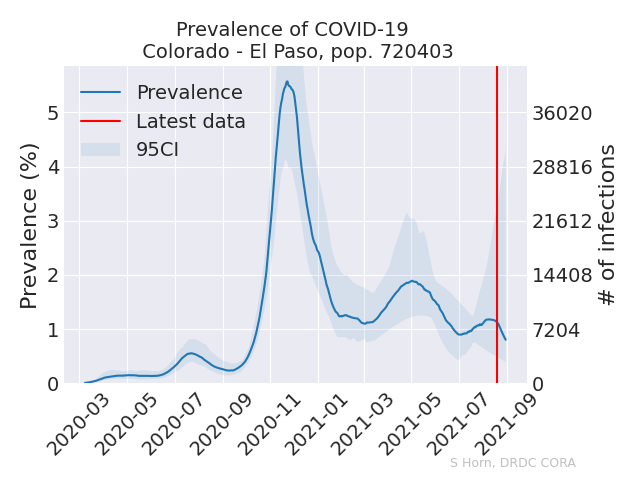 Prevalence of COVID-19
Colorado - El Paso, pop. 720403
Prevalence
Latest data
95CI
Prevalence (%)
5
4
3
2
1
0
36020
28816
21612
14408
7204
0
# of infections
2020-03
2020-05
2020-07
2020-09
2020-11
2021-01
2021-03
2021-05
2021-07
2021-09
S Horn, DRDC CORA